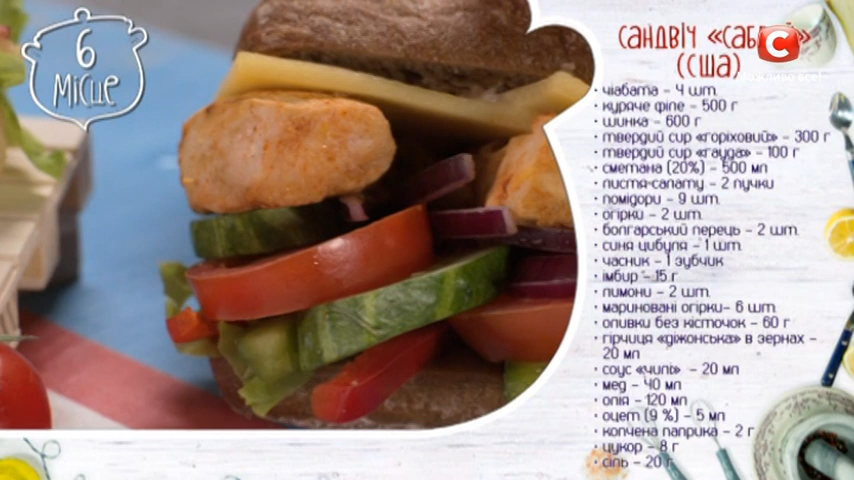 6
місце
САНДВІЧ
(США)
С
Можливо все!
• чіабата – 4 шт.
• куряче філе – 500 г
• шинка – 600 г
• твердий сир «горіховий» – 300 г
• твердий сир «гауда» – 100 г
• сметана (20%) – 500 мл
• листя-салату – 2 пучки
• помідори – 9 шт.
• огірки – 2 шт.
• болгарський перець – 2 шт.
• синя цибуля – 1 шт.
• часник – 1 зубчик
• імбир – 15 г
• лимони – 2 шт.
• мариновані огірки– 6 шт.
• оливки без кісточок – 60 г
• гірчиця «діжонська» в зернах –
20 мл
• соус «чилі» – 20 мл
• мед – 40 мл
• олія – 120 мл
• оцет (9 %) – 5 мл
• копчена паприка – 2 г
• цукор – 8 г
• сіль – 20 г